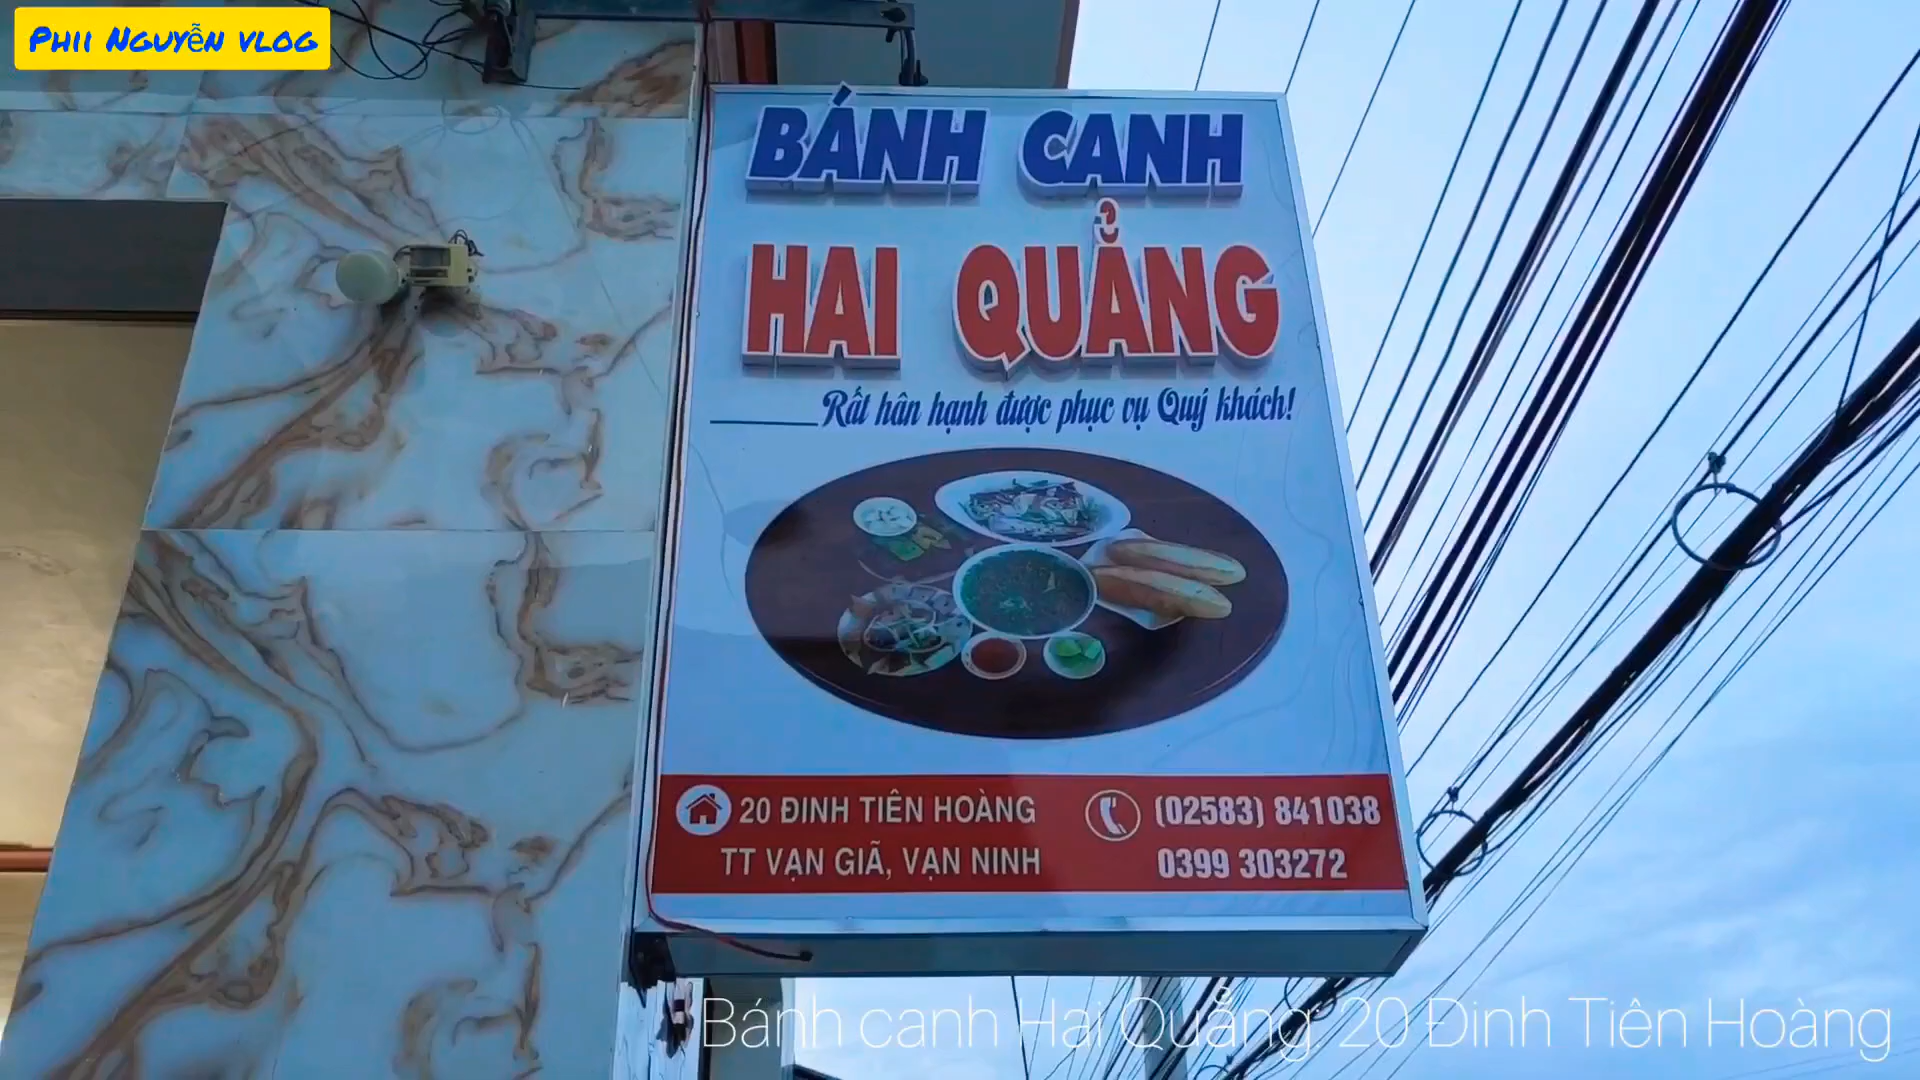 Phii Nguyễn vlog
BÁNH CANH
HAI QUẢNG
Rất hân hạnh được phục vụ Quý khách!
20 ĐINH TIÊN HOÀNG
TT VẠN GIÃ, VẠN NINH
(02583) 841038
0399 303272
Bánh canh Hai Quảng: 20 Đinh Tiên Hoàng